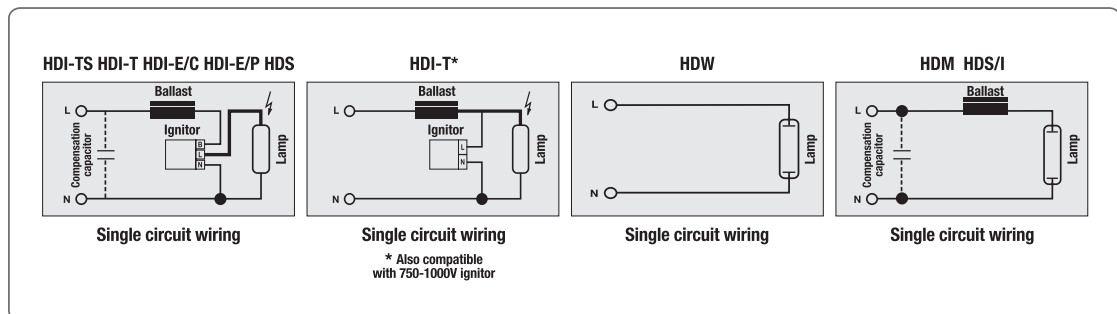 HDI-TS HDI-T HDI-E/C HDI-E/P HDS
Ballast
L
Compensation
capacitor
Ignitor
B
L
N
Lamp
N
Single circuit wiring
HDI-T*
Ballast
L
Ignitor
L
N
Lamp
N
Single circuit wiring
* Also compatible
with 750-1000V ignitor
HDW
L
Lamp
N
Single circuit wiring
HDM HDS/I
Ballast
L
Compensation
capacitor
Lamp
N
Single circuit wiring